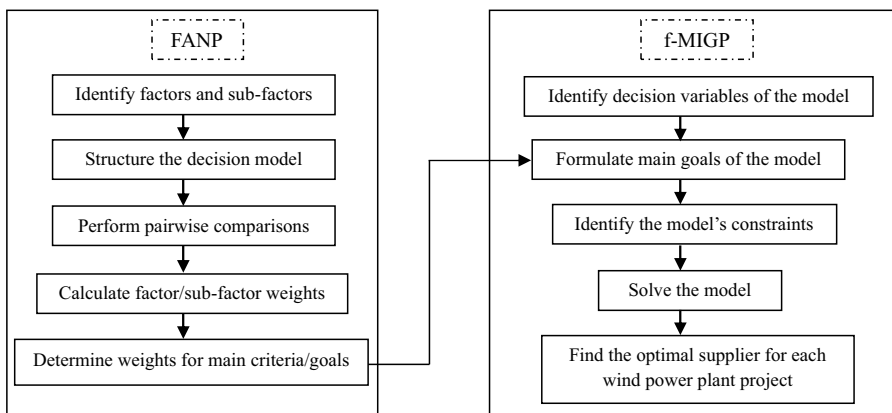 FANP
Identify factors and sub-factors
Structure the decision model
Perform pairwise comparisons
Calculate factor/sub-factor weights
Determine weights for main criteria/goals
f-MIGP
Identify decision variables of the model
Formulate main goals of the model
Identify the model’s constraints
Solve the model
Find the optimal supplier for each
wind power plant project